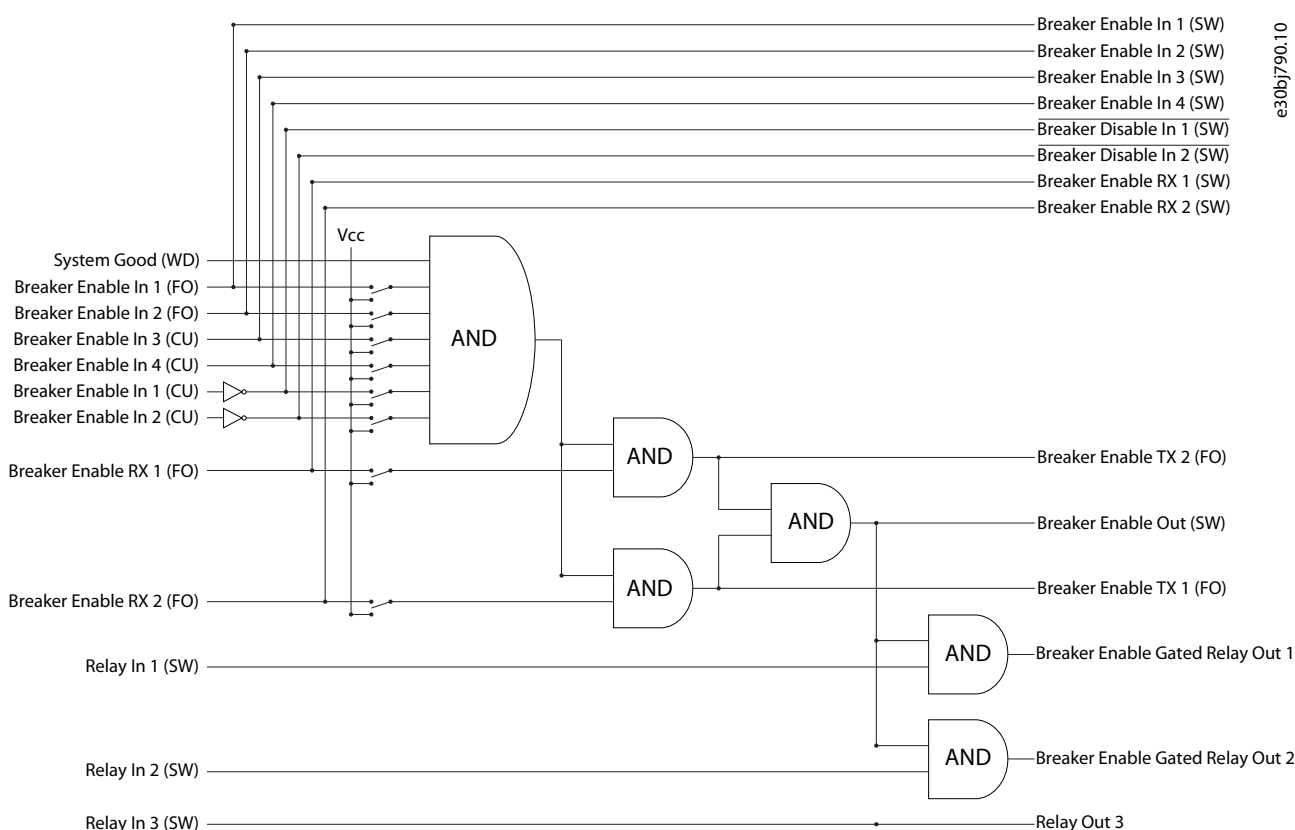 Breaker Enable In 1 (SW)
Breaker Enable In 2 (SW)
Breaker Enable In 3 (SW)
Breaker Enable In 4 (SW)
Breaker Disable In 1 (SW)
Breaker Disable In 2 (SW)
Breaker Enable RX 1 (SW)
Breaker Enable RX 2 (SW)
e30bj790.10
Vcc
System Good (WD)
Breaker Enable In 1 (FO)
Breaker Enable In 2 (FO)
Breaker Enable In 3 (CU)
Breaker Enable In 4 (CU)
Breaker Enable In 1 (CU)
Breaker Enable In 2 (CU)
AND
Breaker Enable RX 1 (FO)
AND
Breaker Enable TX 2 (FO)
AND
Breaker Enable Out (SW)
Breaker Enable RX 2 (FO)
AND
Breaker Enable TX 1 (FO)
Relay In 1 (SW)
AND
Breaker Enable Gated Relay Out 1
Relay In 2 (SW)
AND
Breaker Enable Gated Relay Out 2
Relay In 3 (SW)
Relay Out 3